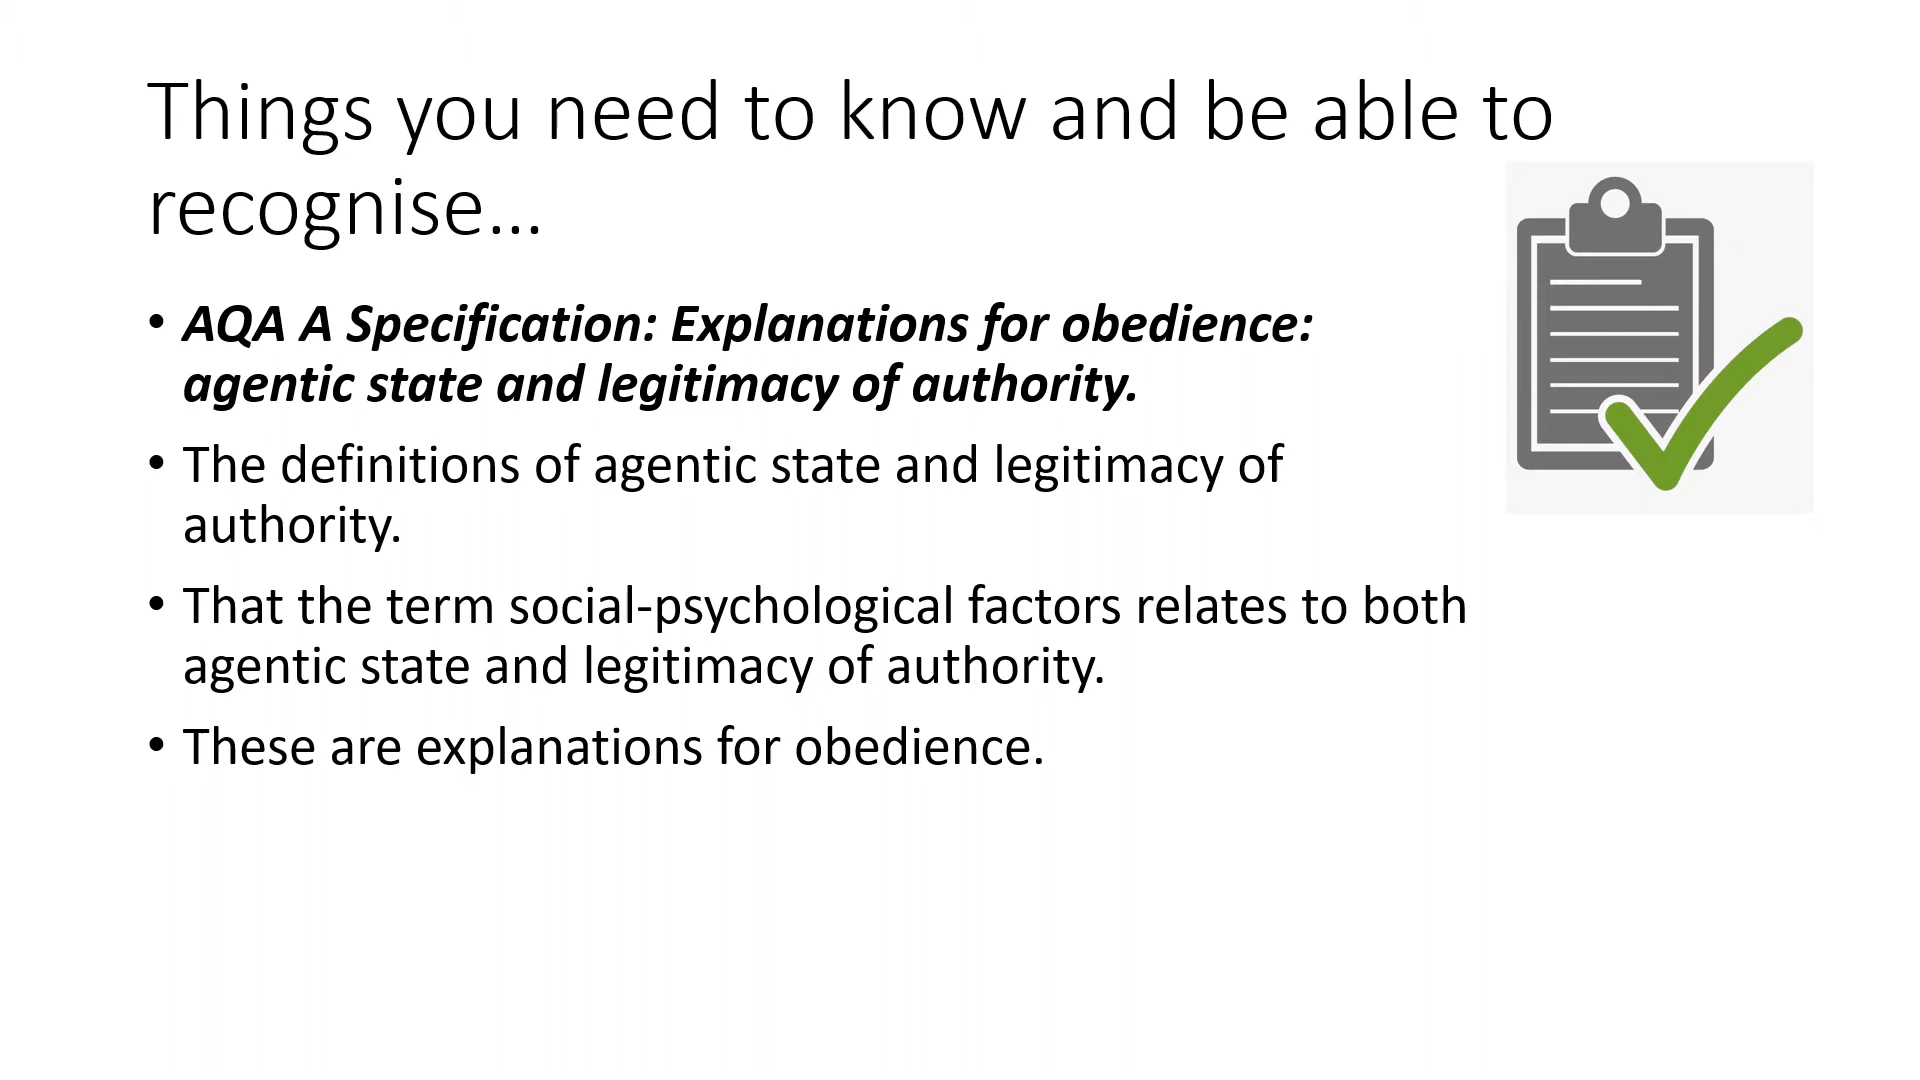 Things you need to know and be able to
recognise…
• AQA A Specification: Explanations for obedience:
agentic state and legitimacy of authority.
• The definitions of agentic state and legitimacy of
authority.
• That the term social-psychological factors relates to both
agentic state and legitimacy of authority.
• These are explanations for obedience.